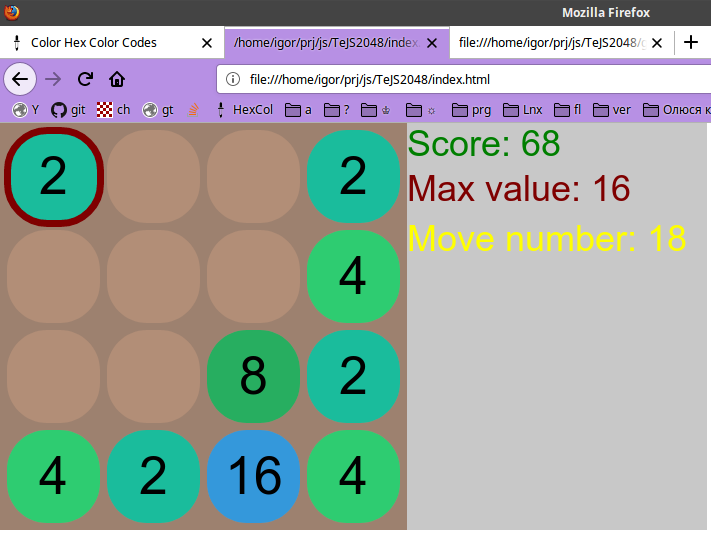 Mozilla Firefox
Color Hex Color Codes
/home/igor/prj/js/TeJS2048/index
file:///home/igor/prj/js/TeJS2048/
file:///home/igor/prj/js/TeJS2048/index.html
Y git ch gt HexCol a ? prg Lnx fl ver Олюся к
2 2
4
8 2
4 2 16 4
Score: 68
Max value: 16
Move number: 18